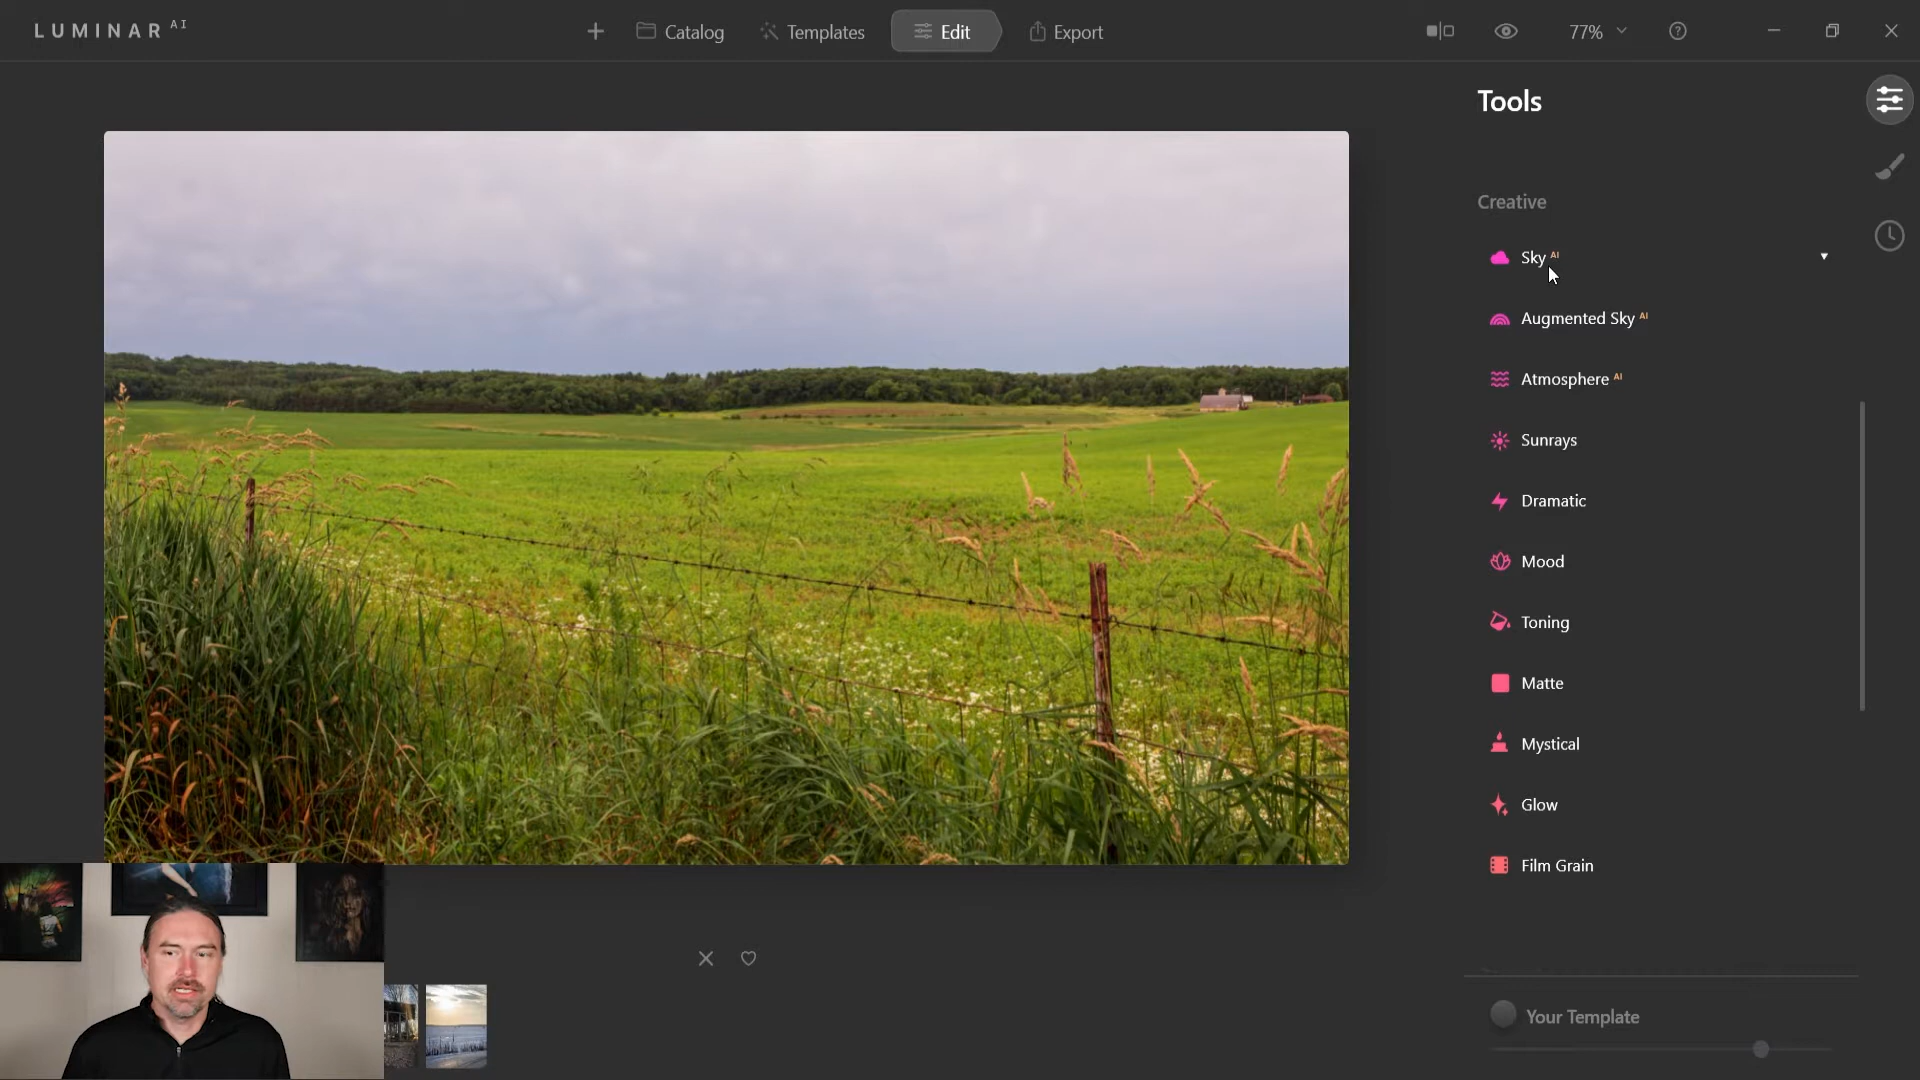 LUMINAR AI
Catalog
Templates
Edit
Export
77%
Tools
Creative
Sky AI
Augmented Sky AI
Atmosphere AI
Sunrays
Dramatic
Mood
Toning
Matte
Mystical
Glow
Film Grain
Your Template